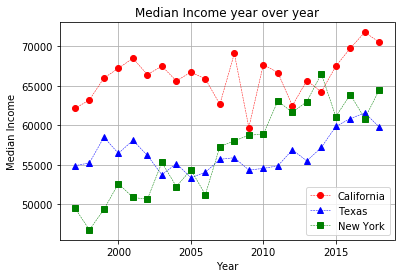 Median Income year over year
70000
65000
60000
55000
50000
Median Income
2000
2005
2010
2015
Year
California
Texas
New York